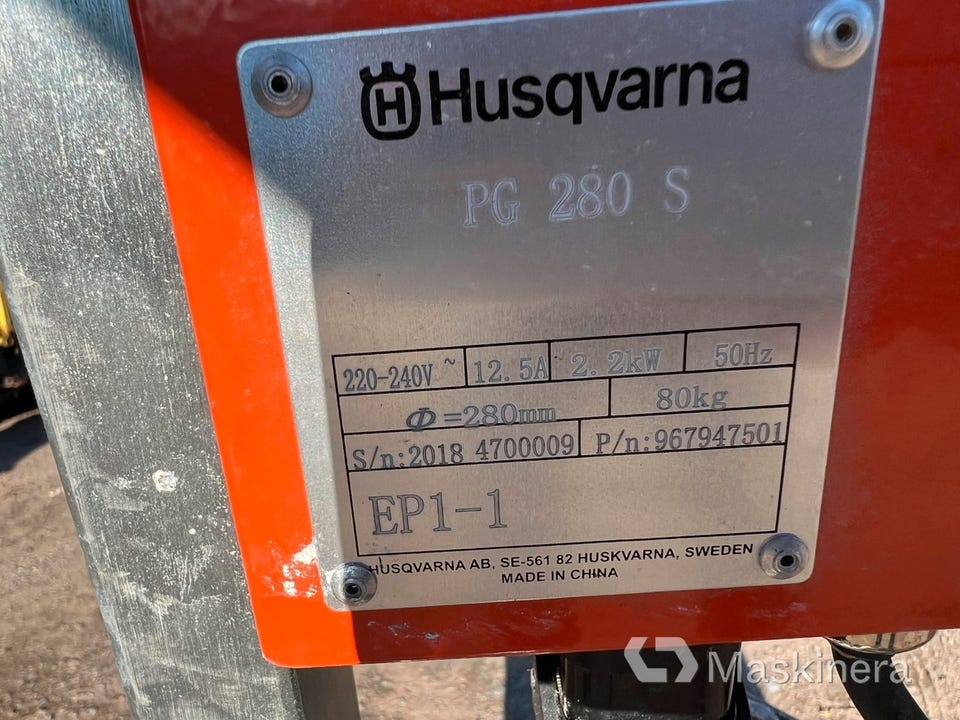 Husqvarna
PG 280 S
220-240V ~ 12.5A 2.2kW 50Hz
Φ=280mm 80kg
S/n:2018 4700009 P/n:967947501
EP1-1
HUSQVARNA AB, SE-561 82 HUSKVARNA, SWEDEN
MADE IN CHINA
Maskinera